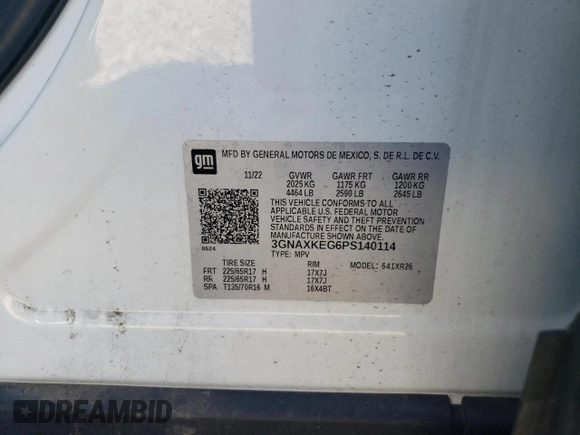 gm
MFD BY GENERAL MOTORS DE MEXICO, S. DE R.L. DE C.V.
11/22 GVWR GAWR FRT GAWR RR
2025 KG 1175 KG 1200 KG
4464 LB 2590 LB 2645 LB
THIS VEHICLE CONFORMS TO ALL
APPLICABLE U.S. FEDERAL MOTOR
VEHICLE SAFETY AND THEFT PREVENTION
STANDARDS IN EFFECT ON THE DATE OF
MANUFACTURE SHOWN ABOVE.
3GNAXKEG6PS140114
TYPE: MPV MODEL: 641XR26
8624
TIRE SIZE RIM
FRT 225/65R17 H 17X7J
RR 225/65R17 H 17X7J
SPA T135/70R16 M 16X4BT
DREAMBID